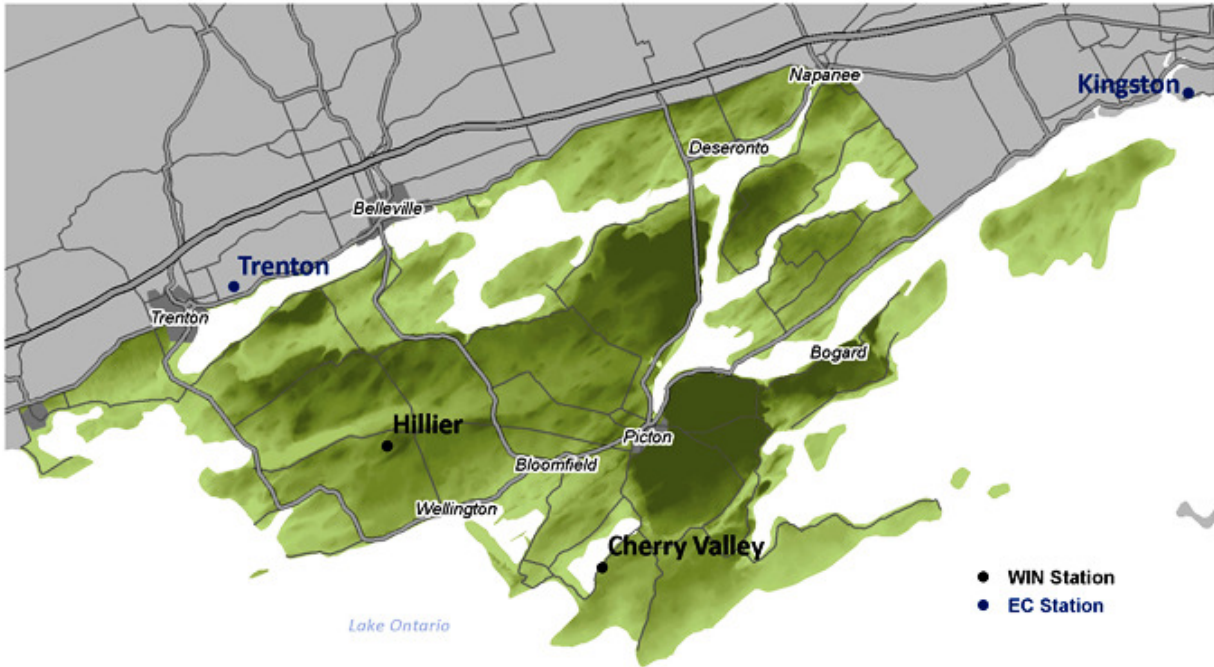 Napanee
Kingston
Deseronto
Belleville
Trenton
Trenton
Bogard
Hillier
Picton
Bloomfield
Wellington
Cherry Valley
WIN Station
EC Station
Lake Ontario